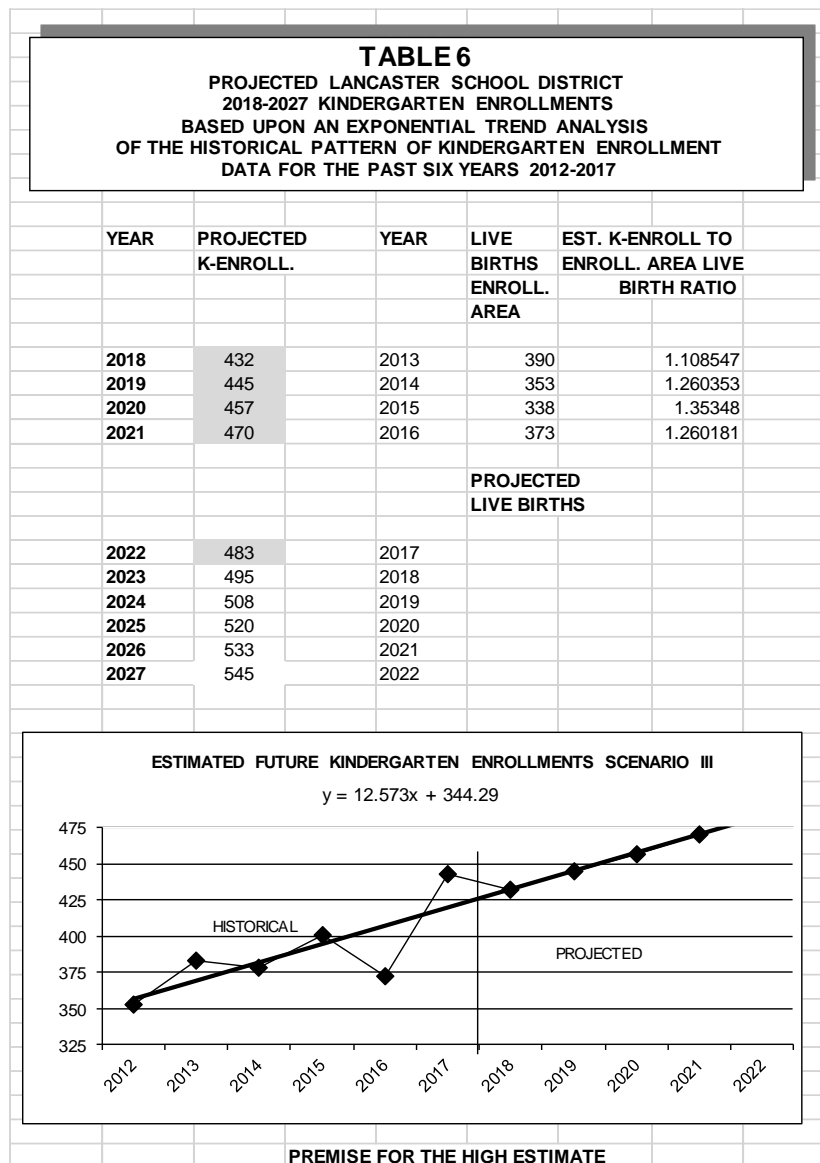 TABLE 6
PROJECTED LANCASTER SCHOOL DISTRICT
2018-2027 KINDERGARTEN ENROLLMENTS
BASED UPON AN EXPONENTIAL TREND ANALYSIS
OF THE HISTORICAL PATTERN OF KINDERGARTEN ENROLLMENT
DATA FOR THE PAST SIX YEARS 2012-2017
YEAR PROJECTED YEAR LIVE EST. K-ENROLL TO
K-ENROLL. BIRTHS ENROLL. AREA LIVE
ENROLL. BIRTH RATIO
AREA
2018 432 2013 390 1.108547
2019 445 2014 353 1.260353
2020 457 2015 338 1.35348
2021 470 2016 373 1.260181
PROJECTED
LIVE BIRTHS
2022 483 2017
2023 495 2018
2024 508 2019
2025 520 2020
2026 533 2021
2027 545 2022
ESTIMATED FUTURE KINDERGARTEN ENROLLMENTS SCENARIO III
y = 12.573x + 344.29
475
450
425
400
375
350
325
HISTORICAL
PROJECTED
2012 2013 2014 2015 2016 2017 2018 2019 2020 2021 2022
PREMISE FOR THE HIGH ESTIMATE